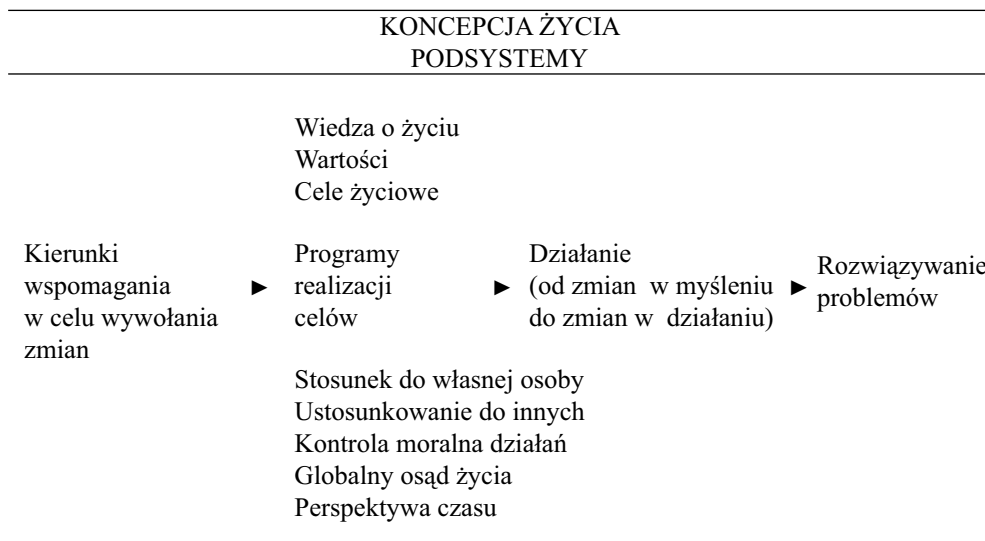 KONCEPCJA ŻYCIA
PODSYSTEMY
Wiedza o życiu
Wartości
Cele życiowe
Kierunki
wspomagania
w celu wywołania
zmian
►
Programy
realizacji
celów
►
Działanie
(od zmian w myśleniu
do zmian w działaniu)
►
Rozwiązywanie
problemów
Stosunek do własnej osoby
Ustosunkowanie do innych
Kontrola moralna działań
Globalny osąd życia
Perspektywa czasu